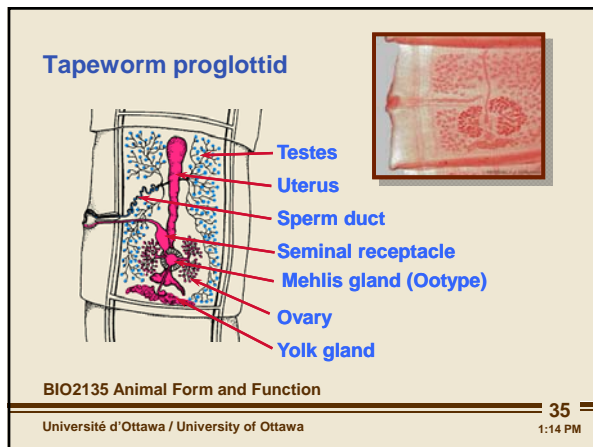 Tapeworm proglottid
Testes
Uterus
Sperm duct
Seminal receptacle
Mehlis gland (Ootype)
Ovary
Yolk gland
BIO2135 Animal Form and Function
Université d'Ottawa / University of Ottawa
35
1:14 PM